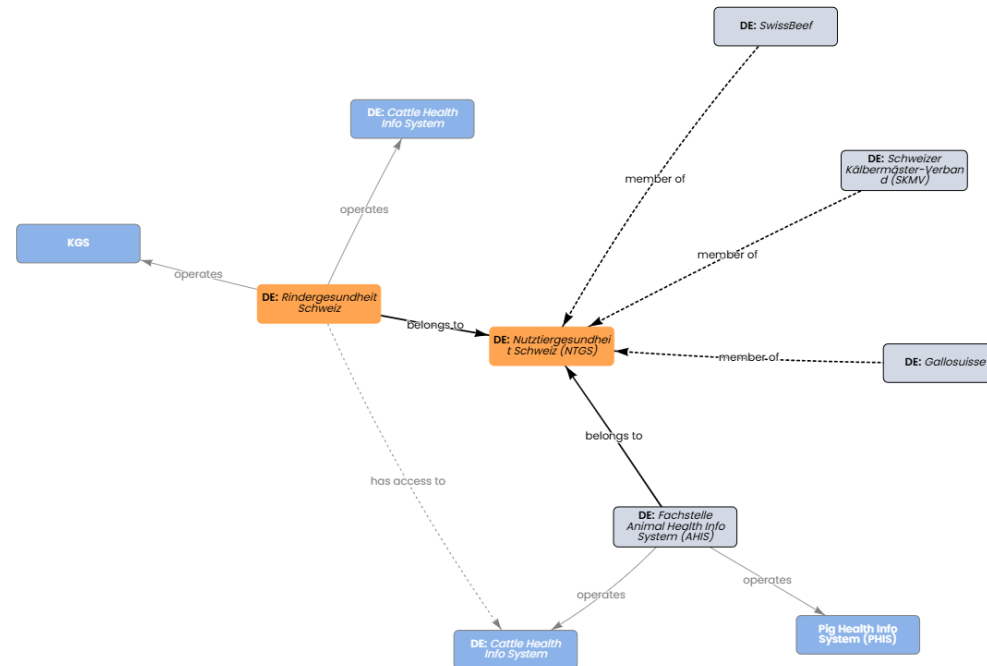 DE: SwissBeef
DE: Cattle Health
Info System
member of
DE: Schweizer
Kälbermäster-Verban
d (SKMV)
operates
KGS
operates
member of
DE: Rindergesundheit
Schweiz
belongs to
DE: Nutztiergesundhei
t Schweiz (NTGS)
member of
DE: Gallosuisse
belongs to
has access to
DE: Fachstelle
Animal Health Info
System (AHIS)
operates
operates
Pig Health Info
System (PHIS)
DE: Cattle Health
Info System